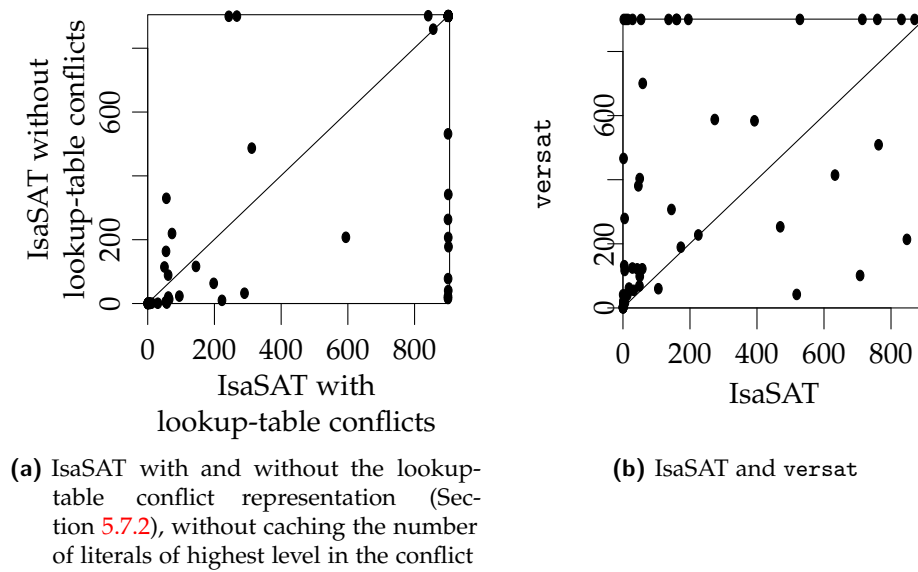 IsaSAT without
lookup-table conflicts
0
200
600
0 200 400 600 800
IsaSAT with
lookup-table conflicts
versat
0
200
600
0 200 400 600 800
IsaSAT
(a) IsaSAT with and without the lookup-
table conflict representation (Sec-
tion 5.7.2), without caching the number
of literals of highest level in the conflict
(b) IsaSAT and versat